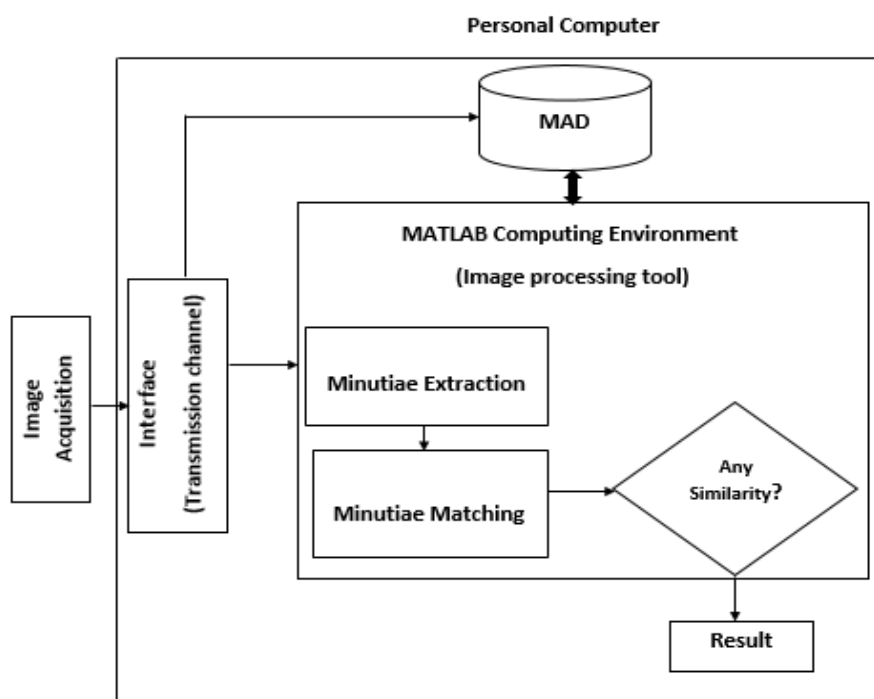 Personal Computer
MAD
MATLAB Computing Environment
(Image processing tool)
Image
Acquisition
Interface
(Transmission channel)
Minutiae Extraction
Minutiae Matching
Any
Similarity?
Result